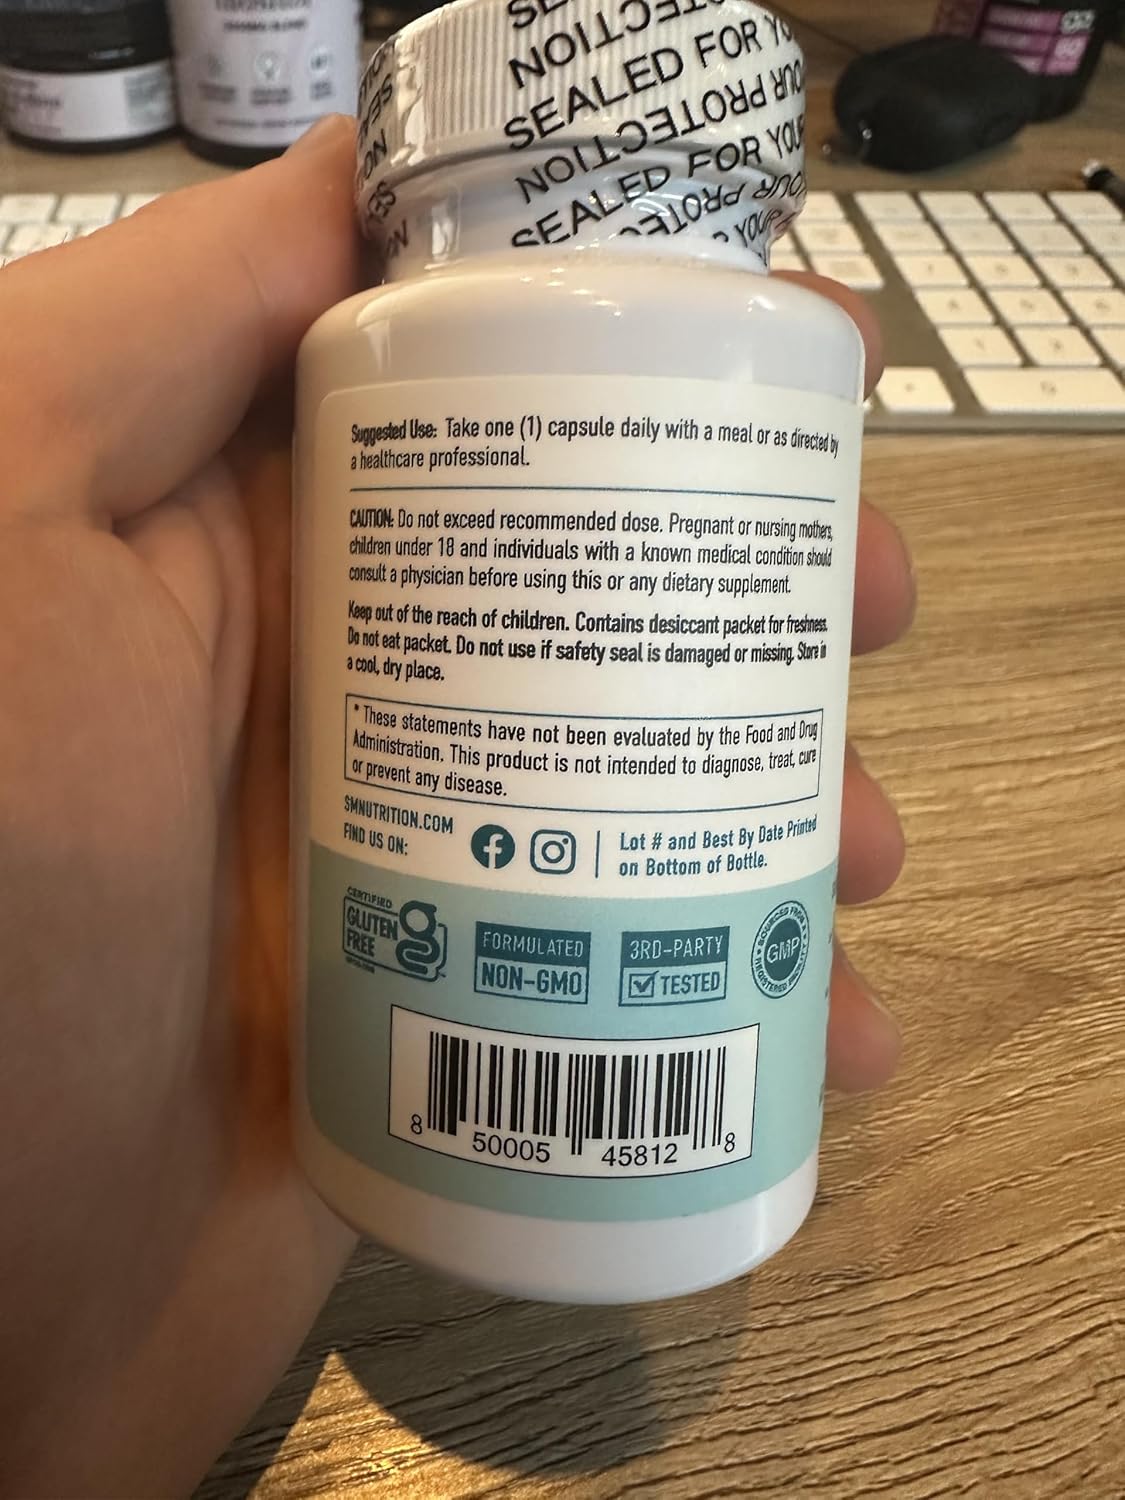 SEALED FOR YOUR
PROTECTION
SEALED FOR YOUR
PROTECTION
SEALED FOR YOUR
Suggested Use: Take one (1) capsule daily with a meal or as directed by
a healthcare professional.
CAUTION: Do not exceed recommended dose. Pregnant or nursing mothers,
children under 18 and individuals with a known medical condition should
consult a physician before using this or any dietary supplement.
Keep out of the reach of children. Contains desiccant packet for freshness.
Do not eat packet. Do not use if safety seal is damaged or missing. Store in
a cool, dry place.
* These statements have not been evaluated by the Food and Drug
Administration. This product is not intended to diagnose, treat, cure
or prevent any disease.
SMNUTRITION.COM
FIND US ON:
Lot # and Best By Date Printed
on Bottom of Bottle.
CERTIFIED
GLUTEN
FREE
FORMULATED
NON-GMO
3RD-PARTY
TESTED
SOURCED FROM
GMP
8 50005 45812 8